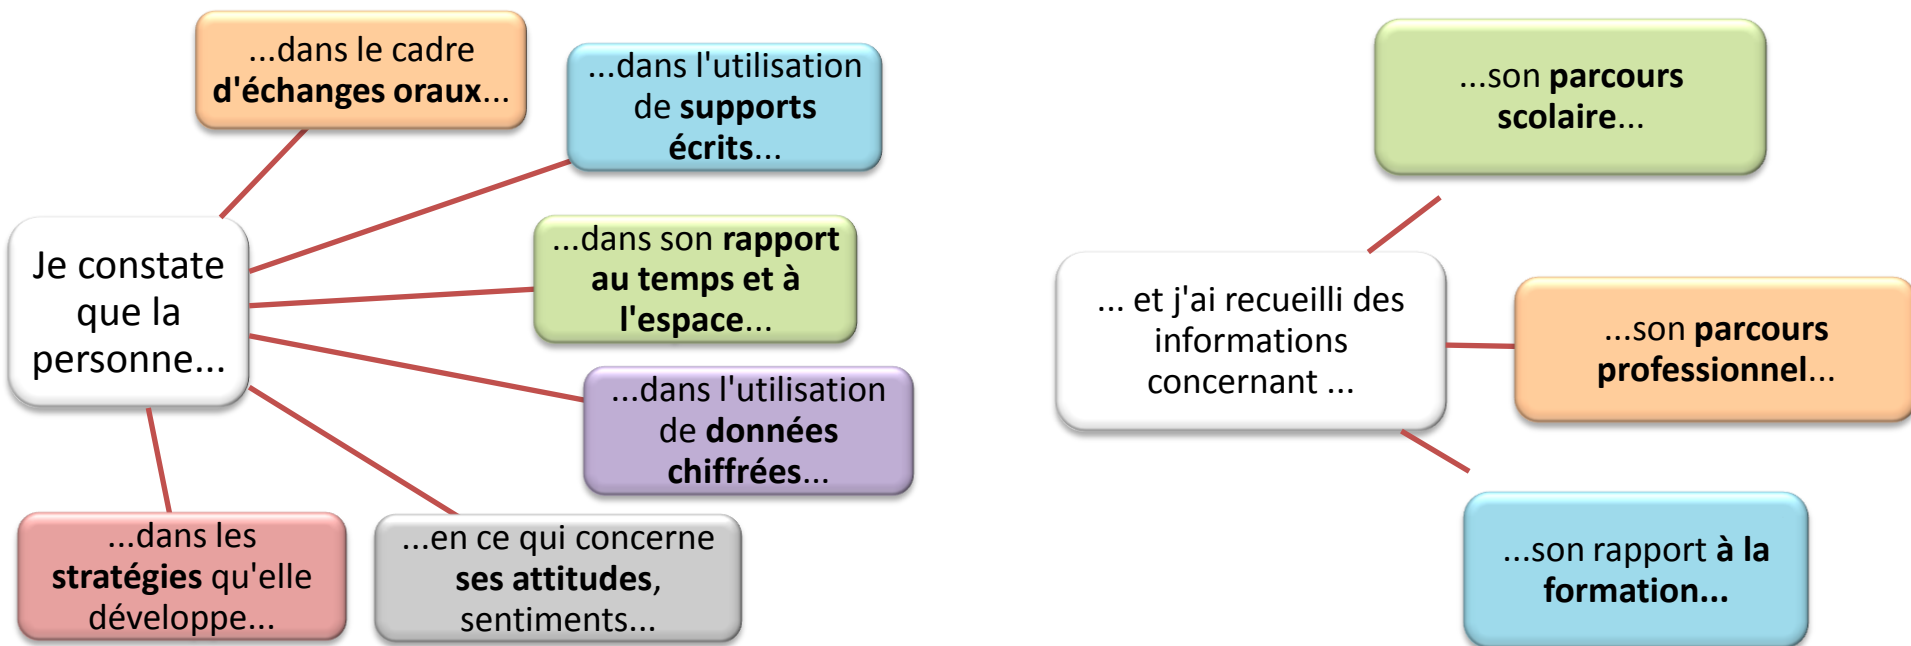 ...dans le cadre
d'échanges oraux...
...dans l'utilisation
de supports
écrits...
Je constate
que la
personne...
...dans son rapport
au temps et à
l'espace...
...dans l'utilisation
de données
chiffrées...
...dans les
stratégies qu'elle
développe...
...en ce qui concerne
ses attitudes,
sentiments...
...son parcours
scolaire...
... et j'ai recueilli des
informations
concernant ...
...son parcours
professionnel...
...son rapport à la
formation...